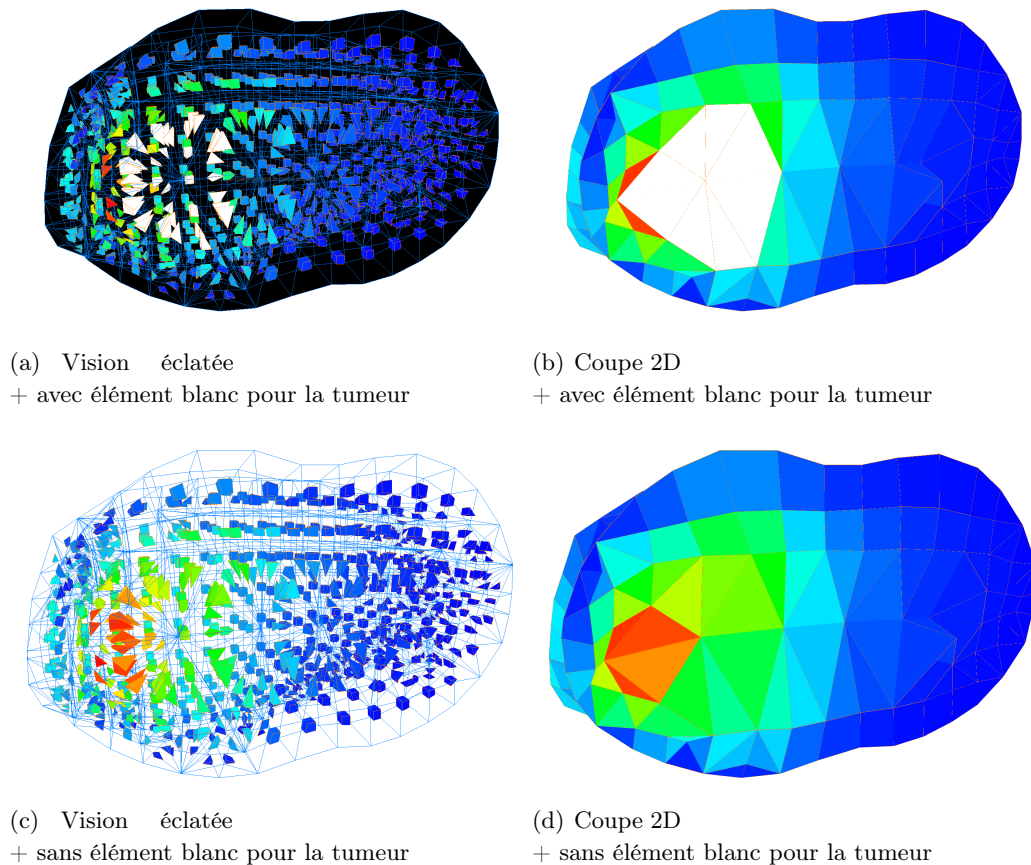 (a) Vision éclatée
+ avec élément blanc pour la tumeur
(b) Coupe 2D
+ avec élément blanc pour la tumeur
(c) Vision éclatée
+ sans élément blanc pour la tumeur
(d) Coupe 2D
+ sans élément blanc pour la tumeur